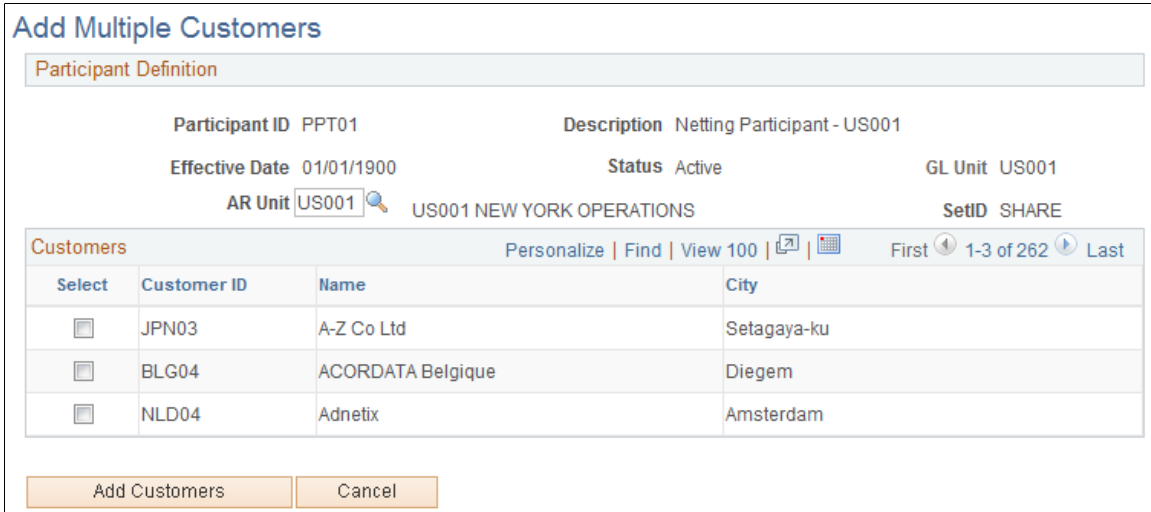 Add Multiple Customers
Participant Definition
Participant ID PPT01 Description Netting Participant - US001
Effective Date 01/01/1900 Status Active GL Unit US001
AR Unit US001 US001 NEW YORK OPERATIONS SetID SHARE
Customers Personalize | Find | View 100 | | First 1-3 of 262 Last
Select Customer ID Name City
JPN03 A-Z Co Ltd Setagaya-ku
BLG04 ACORDATA Belgique Diegem
NLD04 Adnetix Amsterdam
Add Customers Cancel